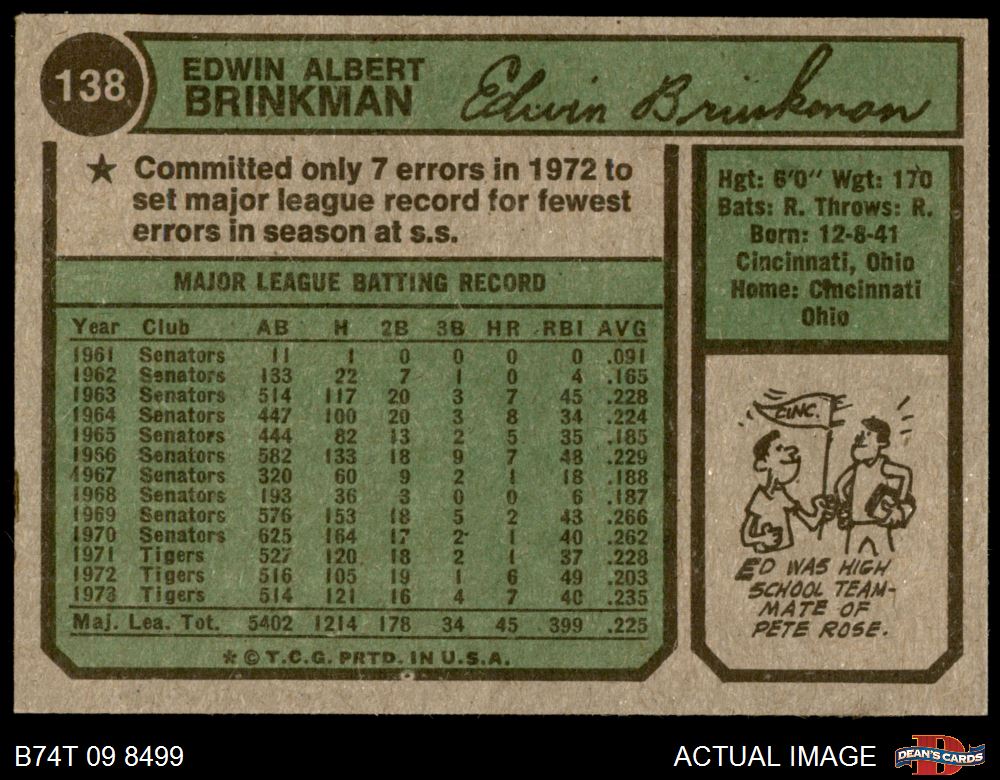 138
EDWIN ALBERT
BRINKMAN
Edwin Brinkman
★ Committed only 7 errors in 1972 to
set major league record for fewest
errors in season at s.s.
MAJOR LEAGUE BATTING RECORD
Year Club AB H 2B 3B HR RBI AVG
1961 Senators 11 1 0 0 0 0 .091
1962 Senators 133 22 7 1 0 4 .165
1963 Senators 514 117 20 3 7 45 .228
1964 Senators 447 100 20 3 8 34 .224
1965 Senators 444 82 13 2 5 35 .185
1966 Senators 582 133 18 9 7 48 .229
1967 Senators 320 60 9 2 1 18 .188
1968 Senators 193 36 3 0 0 6 .187
1969 Senators 576 153 18 5 2 43 .266
1970 Senators 625 164 17 2 1 40 .262
1971 Tigers 527 120 18 2 1 37 .228
1972 Tigers 516 105 19 1 6 49 .203
1973 Tigers 514 121 16 4 7 40 .235
Maj. Lea. Tot. 5402 1214 178 34 45 399 .225
* © T.C.G. PRTD. IN U.S.A.
Hgt: 6'0" Wgt: 170
Bats: R. Throws: R.
Born: 12-8-41
Cincinnati, Ohio
Home: Cincinnati
Ohio
CINC.
ED WAS HIGH
SCHOOL TEAM-
MATE OF
PETE ROSE.
B74T 09 8499
ACTUAL IMAGE
D
DEAN'S CARDS